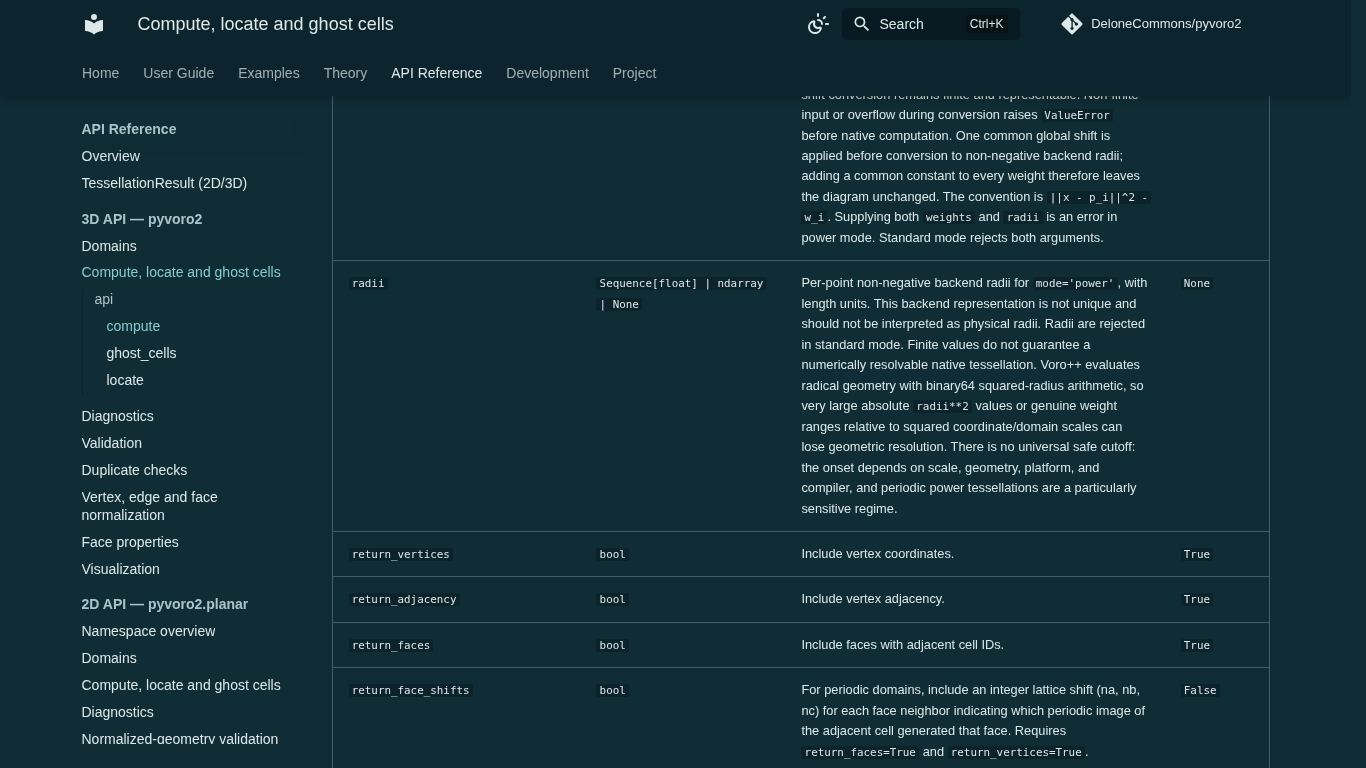 Compute, locate and ghost cells
Search Ctrl+K
DeloneCommons/pyvoro2
Home User Guide Examples Theory API Reference Development Project
API Reference
Overview
TessellationResult (2D/3D)
3D API — pyvoro2
Domains
Compute, locate and ghost cells
api
compute
ghost_cells
locate
Diagnostics
Validation
Duplicate checks
Vertex, edge and face
normalization
Face properties
Visualization
2D API — pyvoro2.planar
Namespace overview
Domains
Compute, locate and ghost cells
Diagnostics
Normalized-geometry validation
shift conversion remains finite and representable. Non-finite
input or overflow during conversion raises ValueError
before native computation. One common global shift is
applied before conversion to non-negative backend radii;
adding a common constant to every weight therefore leaves
the diagram unchanged. The convention is ||x - p_i||^2 -
w_i. Supplying both weights and radii is an error in
power mode. Standard mode rejects both arguments.
radii
Sequence[float] | ndarray
| None
Per-point non-negative backend radii for mode='power', with
length units. This backend representation is not unique and
should not be interpreted as physical radii. Radii are rejected
in standard mode. Finite values do not guarantee a
numerically resolvable native tessellation. Voro++ evaluates
radical geometry with binary64 squared-radius arithmetic, so
very large absolute radii**2 values or genuine weight
ranges relative to squared coordinate/domain scales can
lose geometric resolution. There is no universal safe cutoff:
the onset depends on scale, geometry, platform, and
compiler, and periodic power tessellations are a particularly
sensitive regime.
None
return_vertices bool Include vertex coordinates. True
return_adjacency bool Include vertex adjacency. True
return_faces bool Include faces with adjacent cell IDs. True
return_face_shifts bool
For periodic domains, include an integer lattice shift (na, nb,
nc) for each face neighbor indicating which periodic image of
the adjacent cell generated that face. Requires
return_faces=True and return_vertices=True.
False